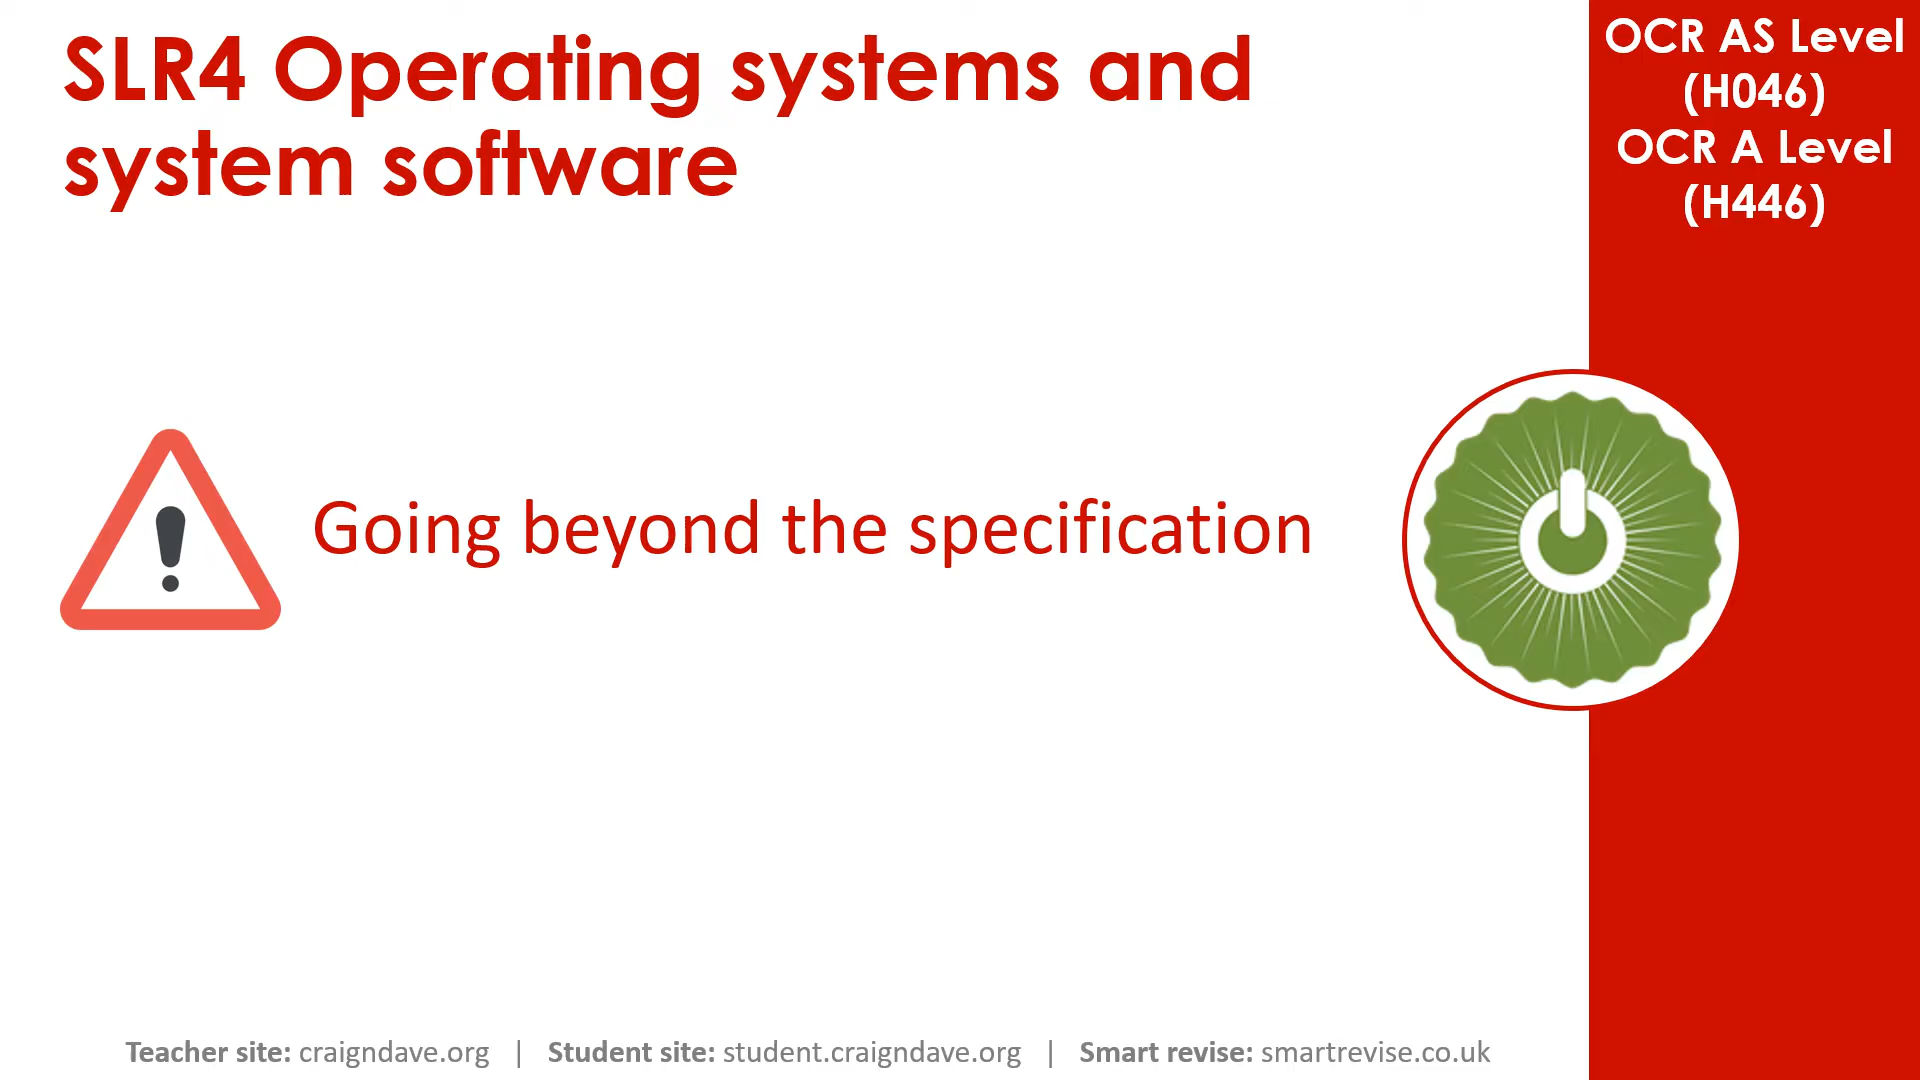 SLR4 Operating systems and
system software
OCR AS Level
(H046)
OCR A Level
(H446)
Going beyond the specification
Teacher site: craigndave.org | Student site: student.craigndave.org | Smart revise: smartrevise.co.uk